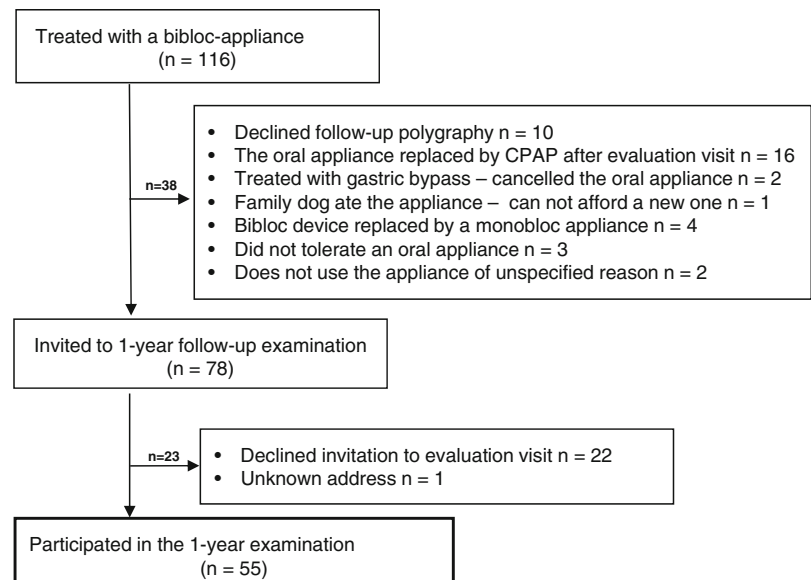 Treated with a bibloc-appliance
(n = 116)
n=38
• Declined follow-up polygraphy n = 10
• The oral appliance replaced by CPAP after evaluation visit n = 16
• Treated with gastric bypass – cancelled the oral appliance n = 2
• Family dog ate the appliance – can not afford a new one n = 1
• Bibloc device replaced by a monobloc appliance n = 4
• Did not tolerate an oral appliance n = 3
• Does not use the appliance of unspecified reason n = 2
Invited to 1-year follow-up examination
(n = 78)
n=23
• Declined invitation to evaluation visit n = 22
• Unknown address n = 1
Participated in the 1-year examination
(n = 55)